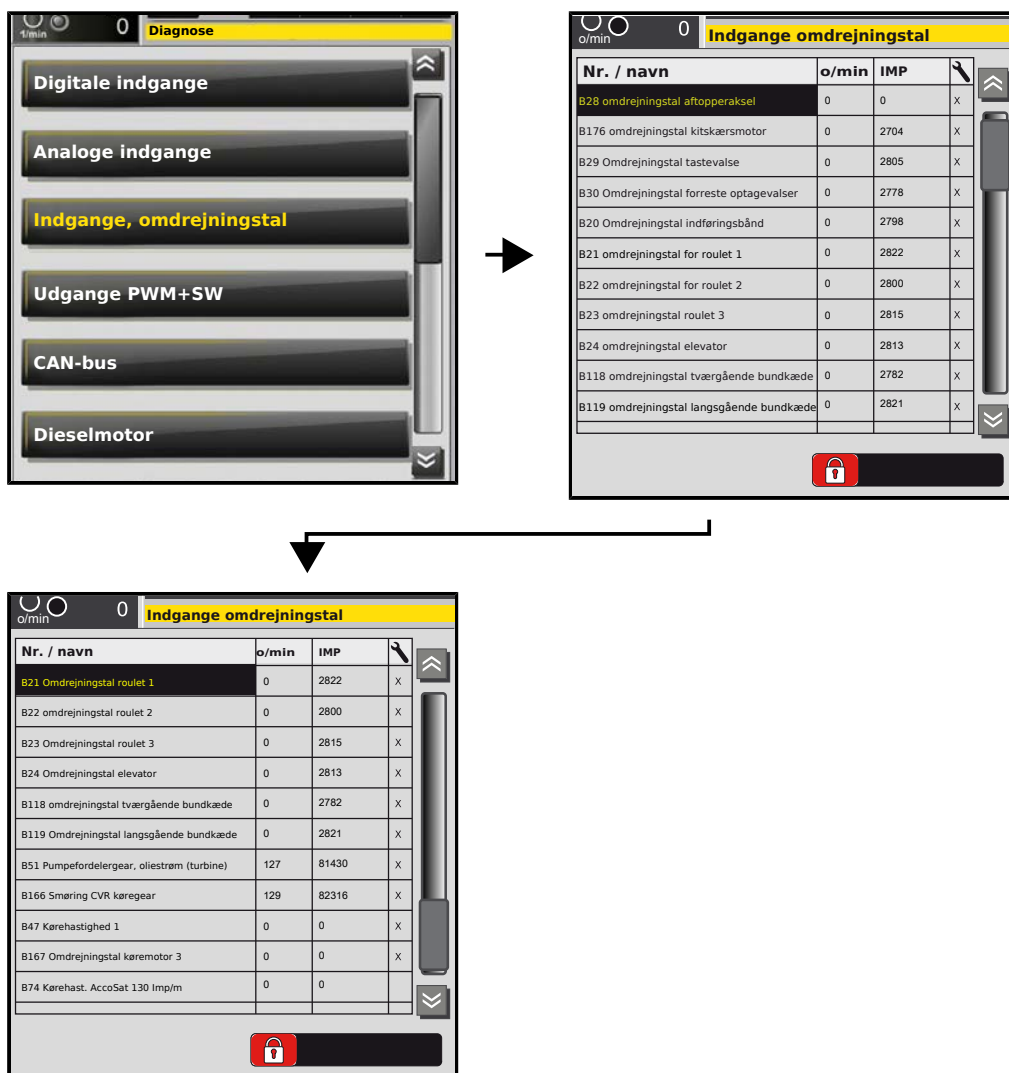 1/min 0 Diagnose
Digitale indgange
Analoge indgange
Indgange, omdrejningstal
Udgange PWM+SW
CAN-bus
Dieselmotor
o/min 0 Indgange omdrejningstal
Nr. / navn o/min IMP
B28 omdrejningstal aftopperaksel 0 0 X
B176 omdrejningstal kitskærsmotor 0 2704 X
B29 Omdrejningstal tastevalse 0 2805 X
B30 Omdrejningstal forreste optagevalser 0 2778 X
B20 Omdrejningstal indføringsbånd 0 2798 X
B21 omdrejningstal for roulet 1 0 2822 X
B22 omdrejningstal for roulet 2 0 2800 X
B23 omdrejningstal roulet 3 0 2815 X
B24 omdrejningstal elevator 0 2813 X
B118 omdrejningstal tværgående bundkæde 0 2782 X
B119 omdrejningstal langsgående bundkæde 0 2821 X
o/min 0 Indgange omdrejningstal
Nr. / navn o/min IMP
B21 Omdrejningstal roulet 1 0 2822 X
B22 omdrejningstal roulet 2 0 2800 X
B23 Omdrejningstal roulet 3 0 2815 X
B24 Omdrejningstal elevator 0 2813 X
B118 omdrejningstal tværgående bundkæde 0 2782 X
B119 Omdrejningstal langsgående bundkæde 0 2821 X
B51 Pumpefordelergear, oliestrøm (turbine) 127 81430 X
B166 Smøring CVR køregear 129 82316 X
B47 Kørehastighed 1 0 0 X
B167 Omdrejningstal køremotor 3 0 0 X
B74 Kørehast. AccoSat 130 Imp/m 0 0